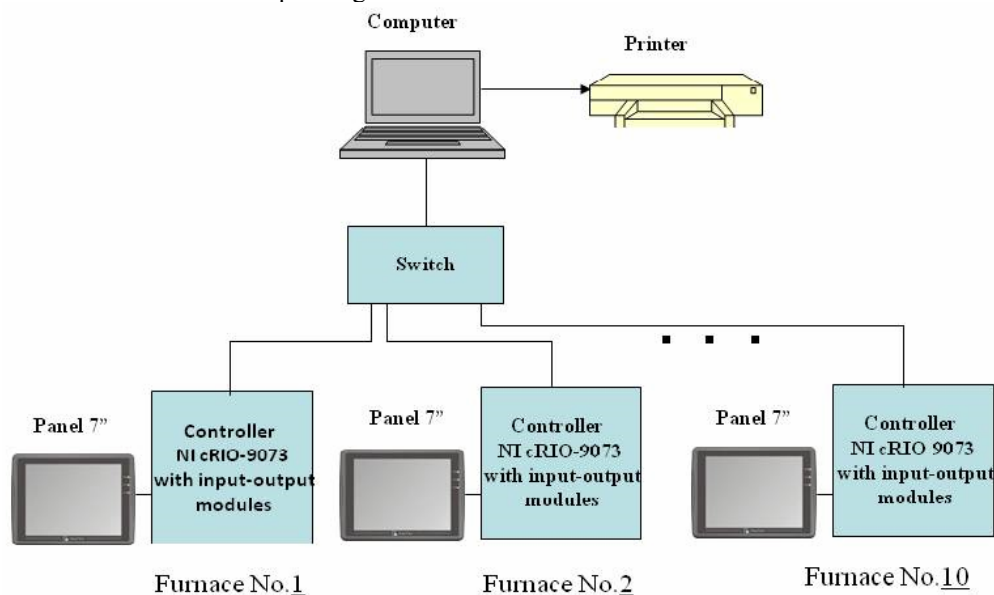 Computer
Printer
Switch
Panel 7”
Controller
NI cRIO-9073
with input-output
modules
Panel 7”
Controller
NI cRIO-9073
with input-output
modules
Panel 7”
Controller
NI cRIO 9073
with input-output
modules
Furnace No.1
Furnace No.2
Furnace No.10